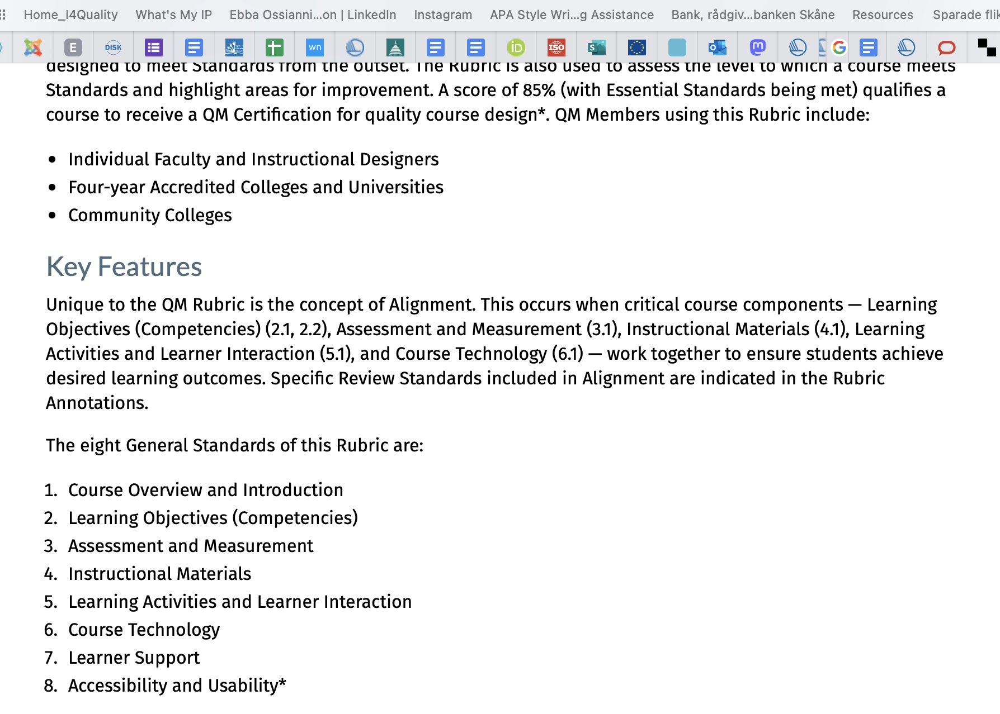 Home_I4Quality What's My IP Ebba Ossianni...on | LinkedIn Instagram APA Style Wri...g Assistance Bank, rådgiv...banken Skåne Resources Sparade flik
E DISK wn iD ISO S o m G
designed to meet Standards from the outset. The Rubric is also used to assess the level to which a course meets
Standards and highlight areas for improvement. A score of 85% (with Essential Standards being met) qualifies a
course to receive a QM Certification for quality course design*. QM Members using this Rubric include:
• Individual Faculty and Instructional Designers
• Four-year Accredited Colleges and Universities
• Community Colleges
Key Features
Unique to the QM Rubric is the concept of Alignment. This occurs when critical course components — Learning
Objectives (Competencies) (2.1, 2.2), Assessment and Measurement (3.1), Instructional Materials (4.1), Learning
Activities and Learner Interaction (5.1), and Course Technology (6.1) — work together to ensure students achieve
desired learning outcomes. Specific Review Standards included in Alignment are indicated in the Rubric
Annotations.
The eight General Standards of this Rubric are:
1. Course Overview and Introduction
2. Learning Objectives (Competencies)
3. Assessment and Measurement
4. Instructional Materials
5. Learning Activities and Learner Interaction
6. Course Technology
7. Learner Support
8. Accessibility and Usability*